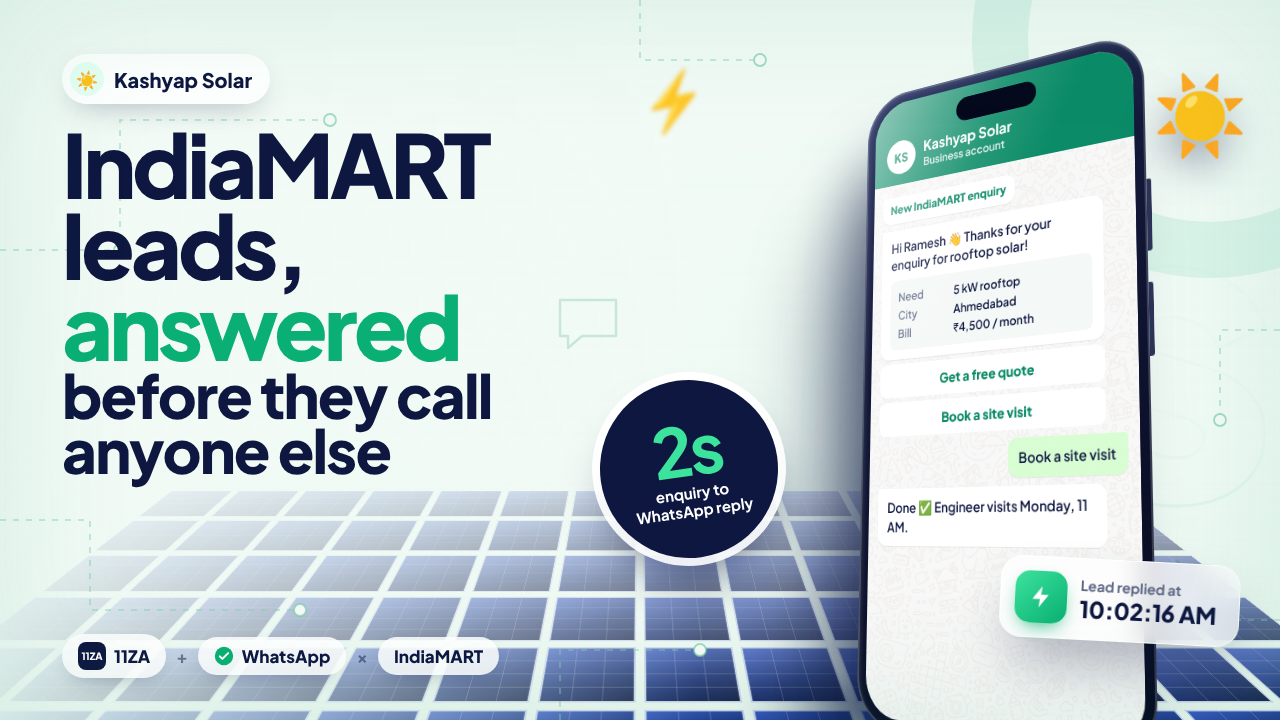 Kashyap Solar
IndiaMART
leads,
answered
before they call
anyone else
2s
enquiry to
WhatsApp reply
11ZA 11ZA + WhatsApp × IndiaMART
KS Kashyap Solar
Business account
New IndiaMART enquiry
Hi Ramesh 👋 Thanks for your
enquiry for rooftop solar!
Need 5 kW rooftop
City Ahmedabad
Bill ₹4,500 / month
Get a free quote
Book a site visit
Book a site visit
Done ✅ Engineer visits Monday, 11
AM.
Lead replied at
10:02:16 AM